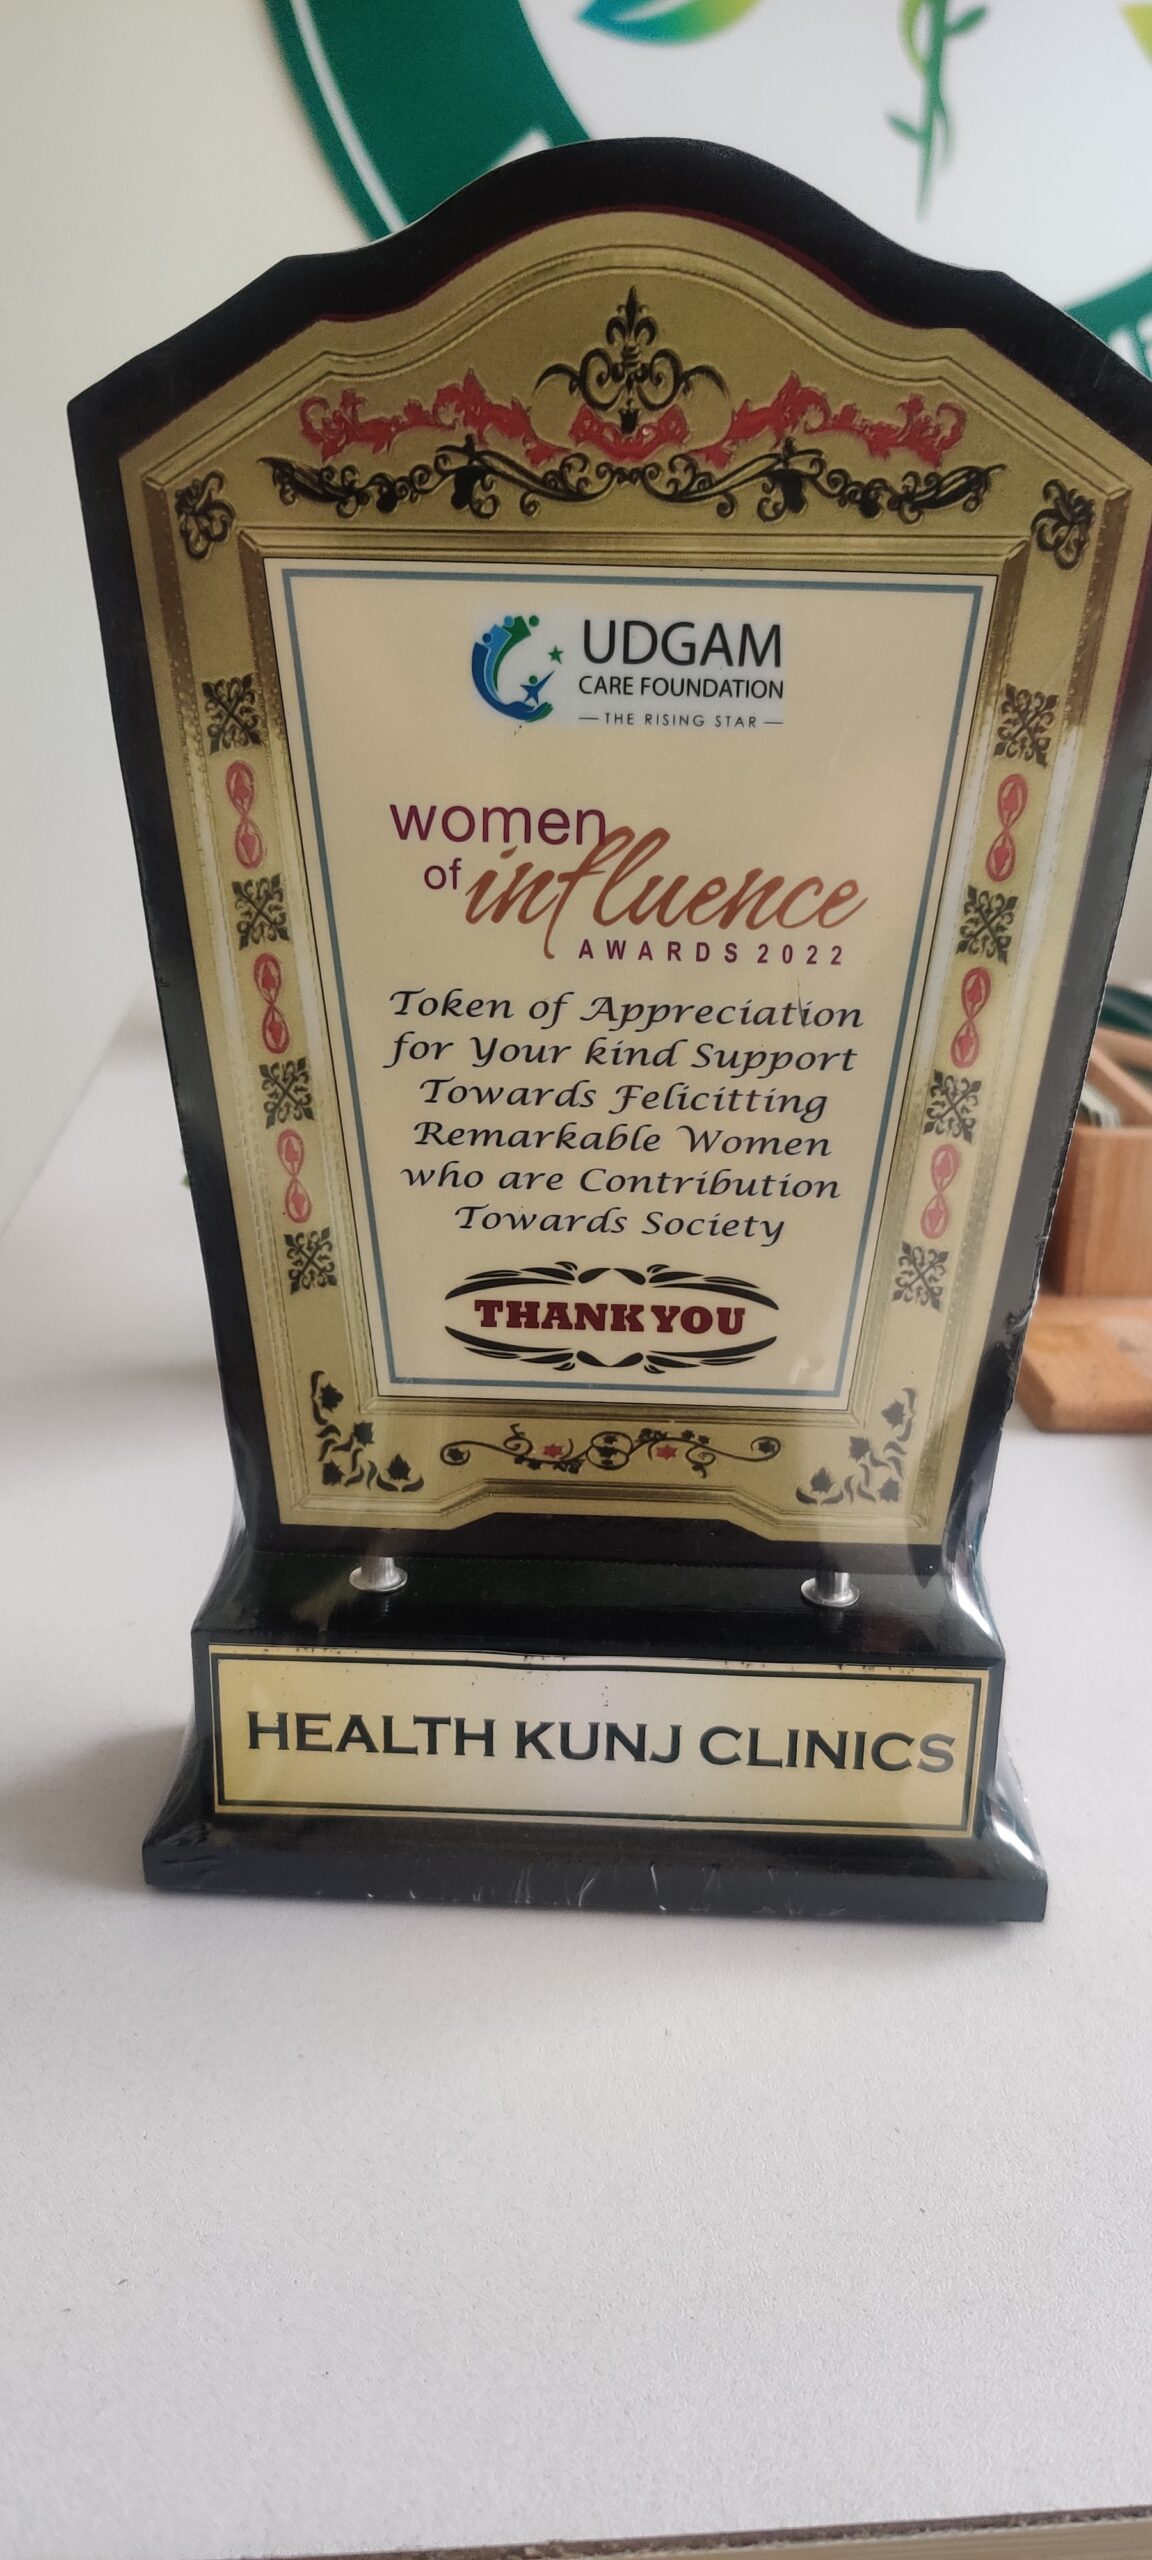 UDGAM
CARE FOUNDATION
— THE RISING STAR —
women
of influence
AWARDS 2022
Token of Appreciation
for Your kind Support
Towards Felicitting
Remarkable Women
who are Contribution
Towards Society
THANK YOU
HEALTH KUNJ CLINICS